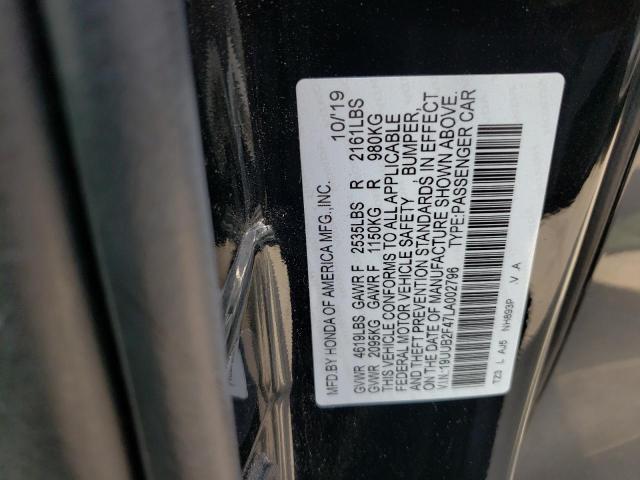 MFD.BY HONDA OF AMERICA MFG.,INC. 10/'19
GVWR 4619LBS GAWR F 2535LBS R 2161LBS
GVWR 2095KG GAWR F 1150KG R 980KG
THIS VEHICLE CONFORMS TO ALL APPLICABLE
FEDERAL MOTOR VEHICLE SAFETY , BUMPER,
AND THEFT PREVENTION STANDARDS IN EFFECT
ON THE DATE OF MANUFACTURE SHOWN ABOVE.
V.I.N:19UUB2F47LA002796 TYPE:PASSENGER CAR
TZ3 L AJ5 NH893P V A